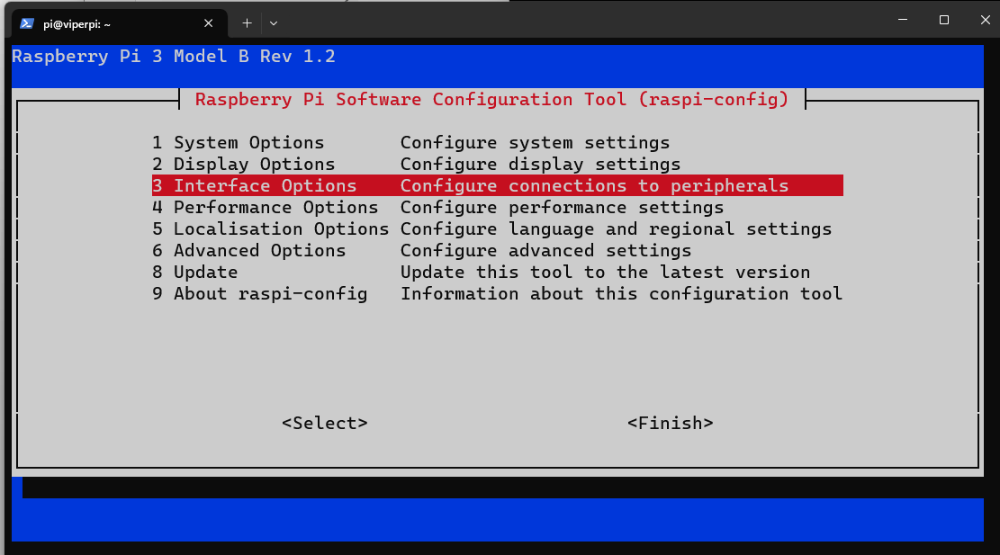 pi@viperpi: ~
Raspberry Pi 3 Model B Rev 1.2
Raspberry Pi Software Configuration Tool (raspi-config)
1 System Options       Configure system settings
2 Display Options      Configure display settings
3 Interface Options    Configure connections to peripherals
4 Performance Options  Configure performance settings
5 Localisation Options Configure language and regional settings
6 Advanced Options     Configure advanced settings
8 Update               Update this tool to the latest version
9 About raspi-config   Information about this configuration tool
<Select>                        <Finish>